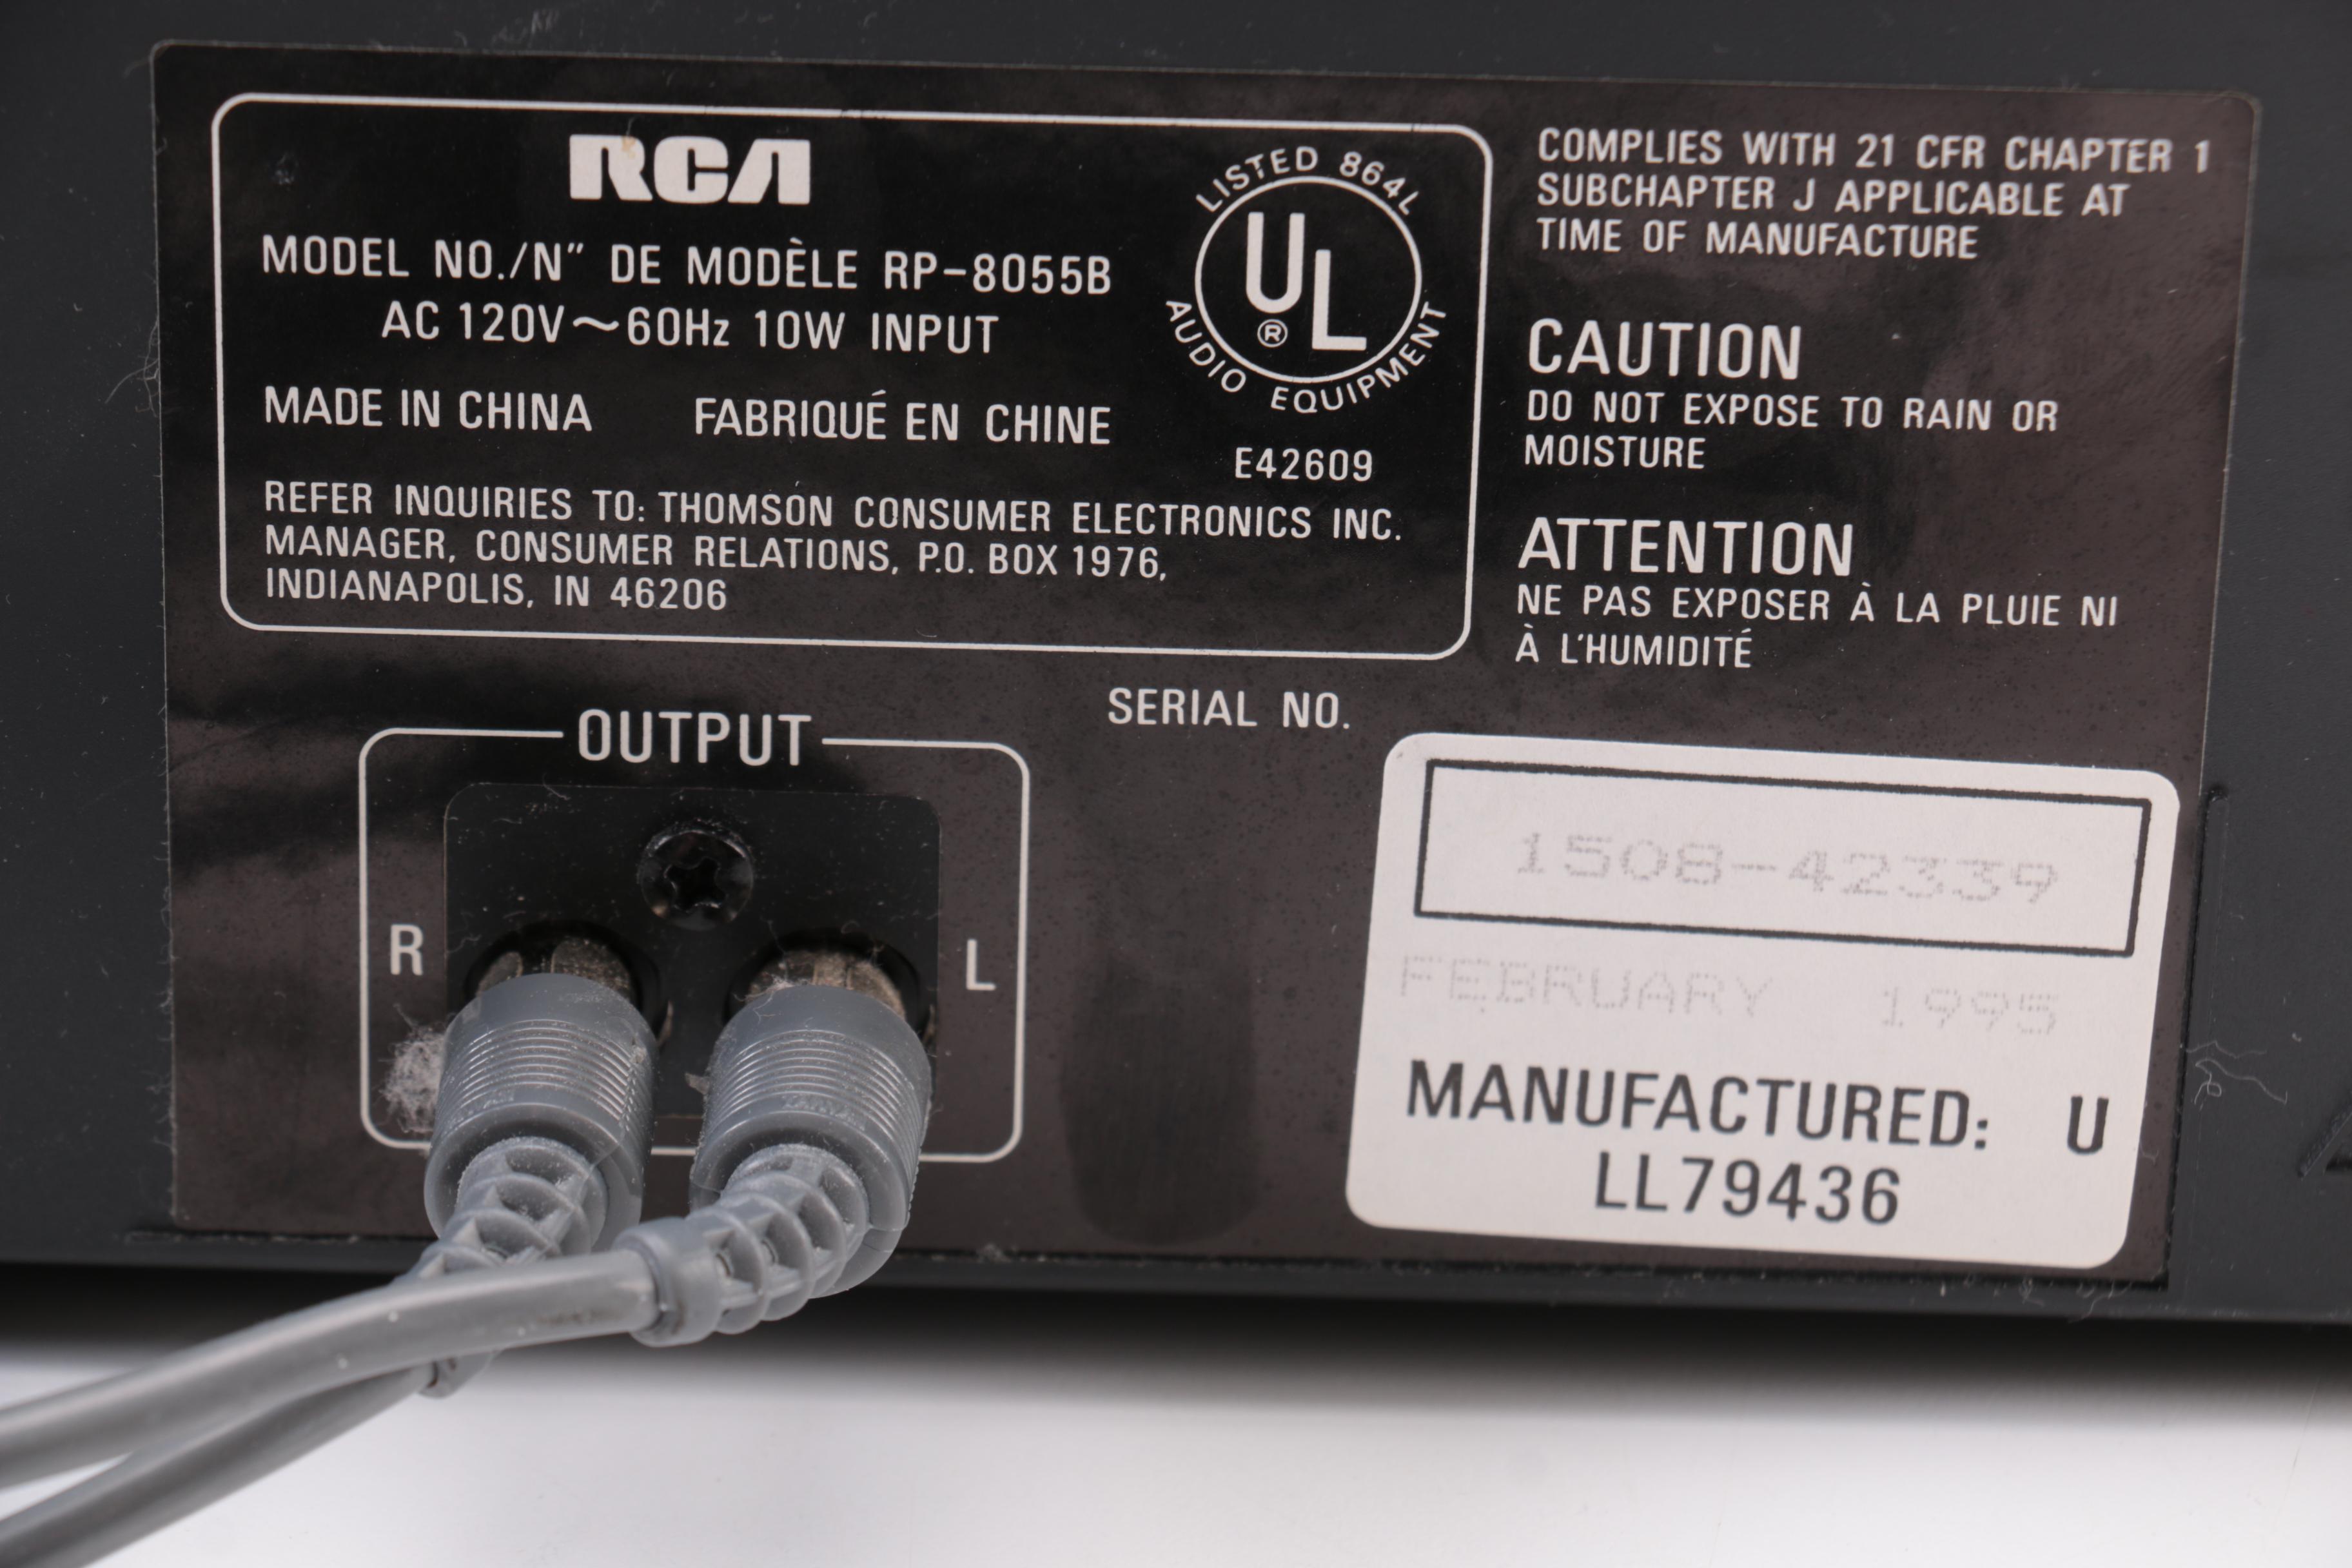 RCA
MODEL NO./N" DE MODÈLE RP-8055B
AC 120V~60Hz 10W INPUT
MADE IN CHINA FABRIQUÉ EN CHINE
REFER INQUIRIES TO: THOMSON CONSUMER ELECTRONICS INC.
MANAGER, CONSUMER RELATIONS, P.O. BOX 1976,
INDIANAPOLIS, IN 46206
LISTED 864L
UL
®
AUDIO EQUIPMENT
E42609
COMPLIES WITH 21 CFR CHAPTER 1
SUBCHAPTER J APPLICABLE AT
TIME OF MANUFACTURE
CAUTION
DO NOT EXPOSE TO RAIN OR
MOISTURE
ATTENTION
NE PAS EXPOSER À LA PLUIE NI
À L'HUMIDITÉ
OUTPUT
R
L
SERIAL NO.
1508-42339
FEBRUARY 1995
MANUFACTURED: U
LL79436